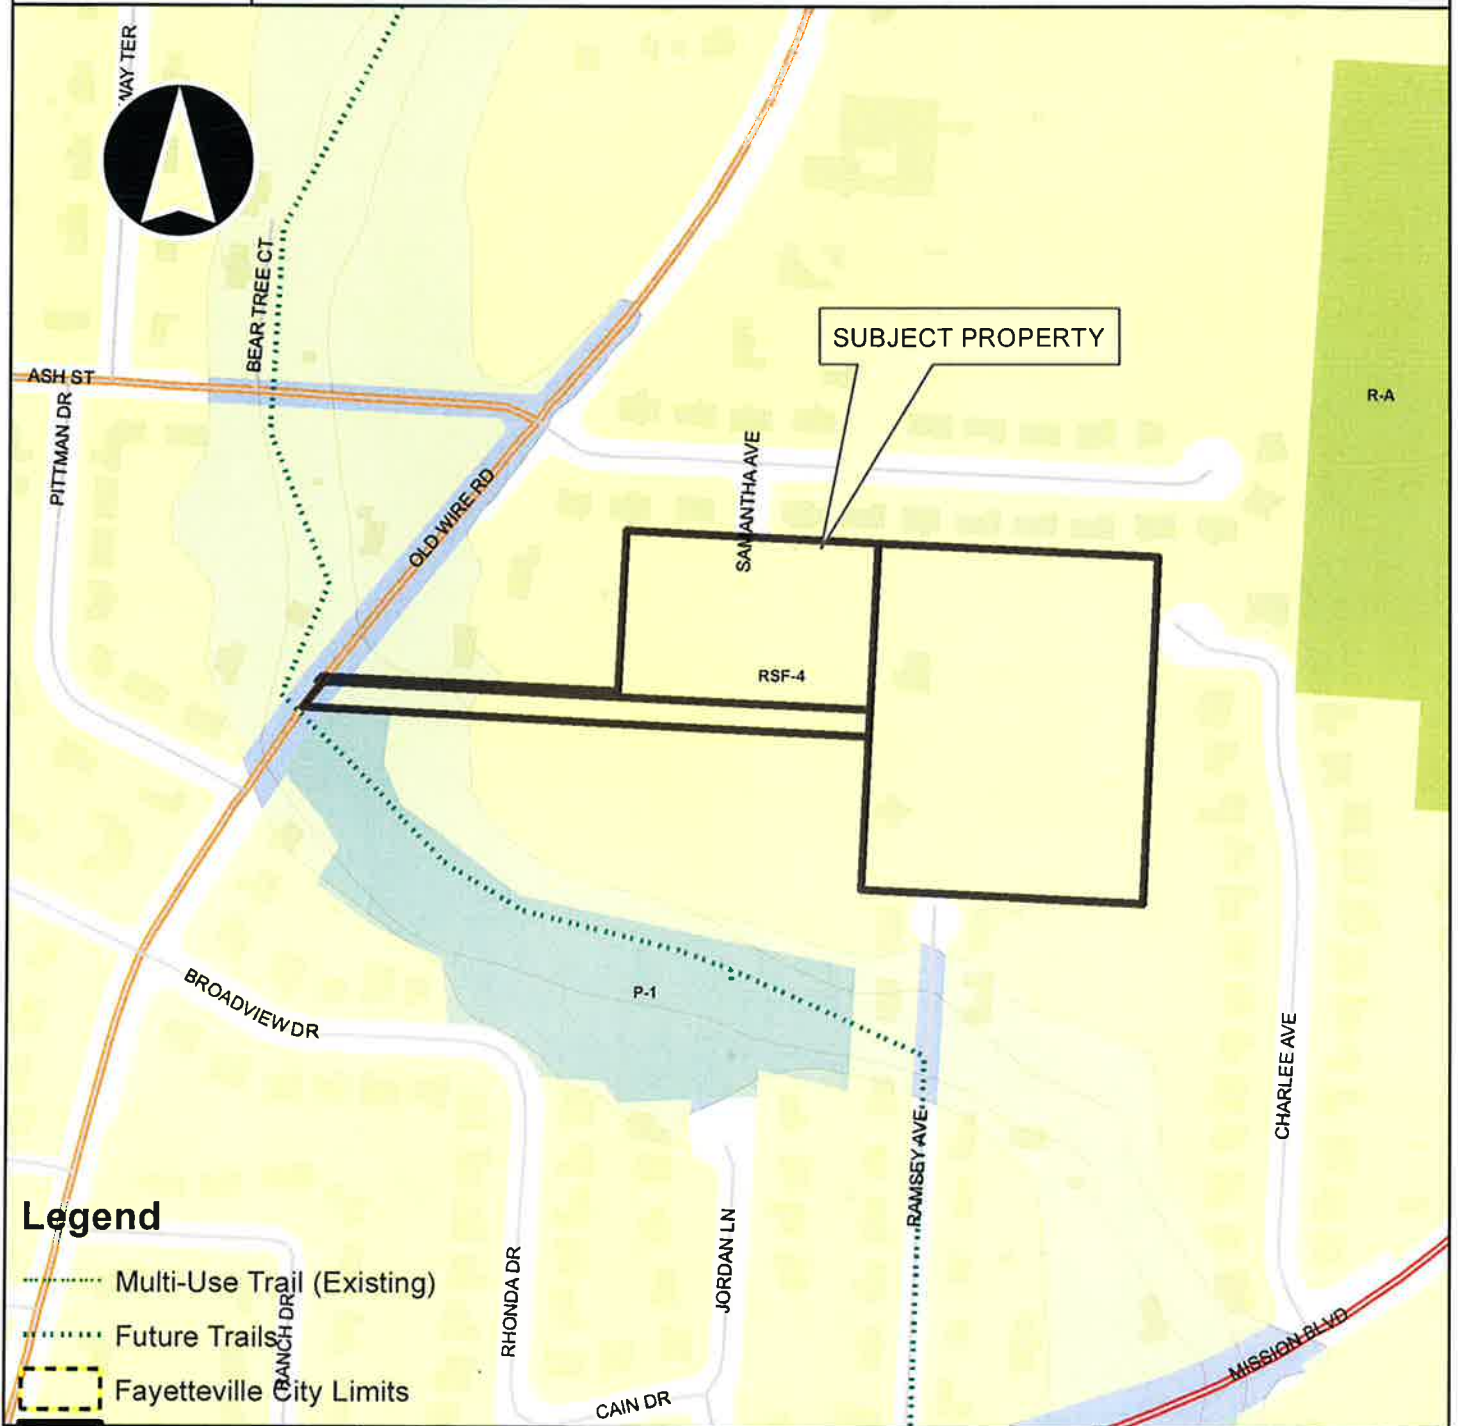 WAY TER
BEAR TREE CT
SUBJECT PROPERTY
ASH ST
R-A
PITTMAN DR
SAMANTHA AVE
OLD WIRE RD
RSF-4
P-1
BROADVIEW DR
CHARLEE AVE
RAMSEY AVE
Legend
JORDAN LN
RHONDA DR
Multi-Use Trail (Existing)
RANCH DR
Future Trails
MISSION BLVD
Fayetteville City Limits
CAIN DR